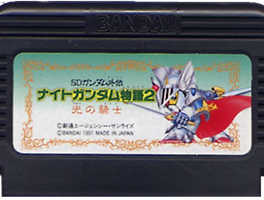 BANDAI
SDガンダム外伝
ナイトガンダム物語2
光の騎士
©創通エージェンシー・サンライズ
©BANDAI 1991 MADE IN JAPAN